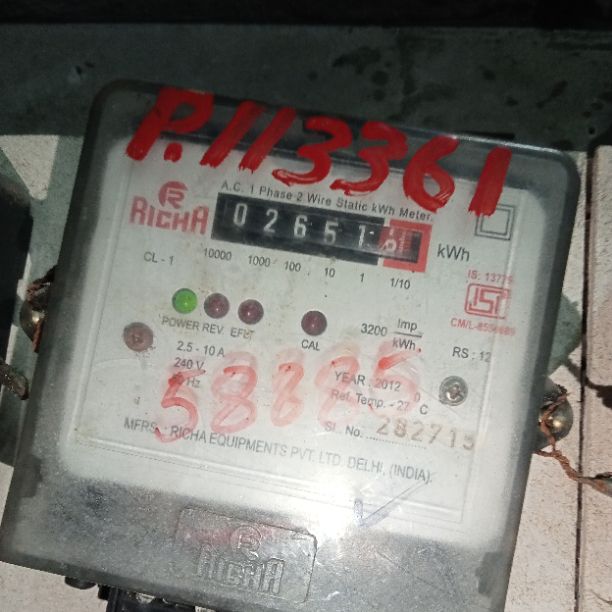 P.113361
A.C. 1 Phase 2 Wire Static kWh Meter.
RICHA
02651
kWh
CL - 1 10000 1000 100 10 1 1/10
IS: 13779
ISI
POWER REV. EFLT CAL
3200 Imp/kWh.
RS : 12
2.5 - 10 A
240 V
Hz
YEAR : 2012
Ref. Temp. - 27 °C
Sl. No. 282715
MFRS. RICHA EQUIPMENTS PVT. LTD. DELHI, (INDIA).
RICHA